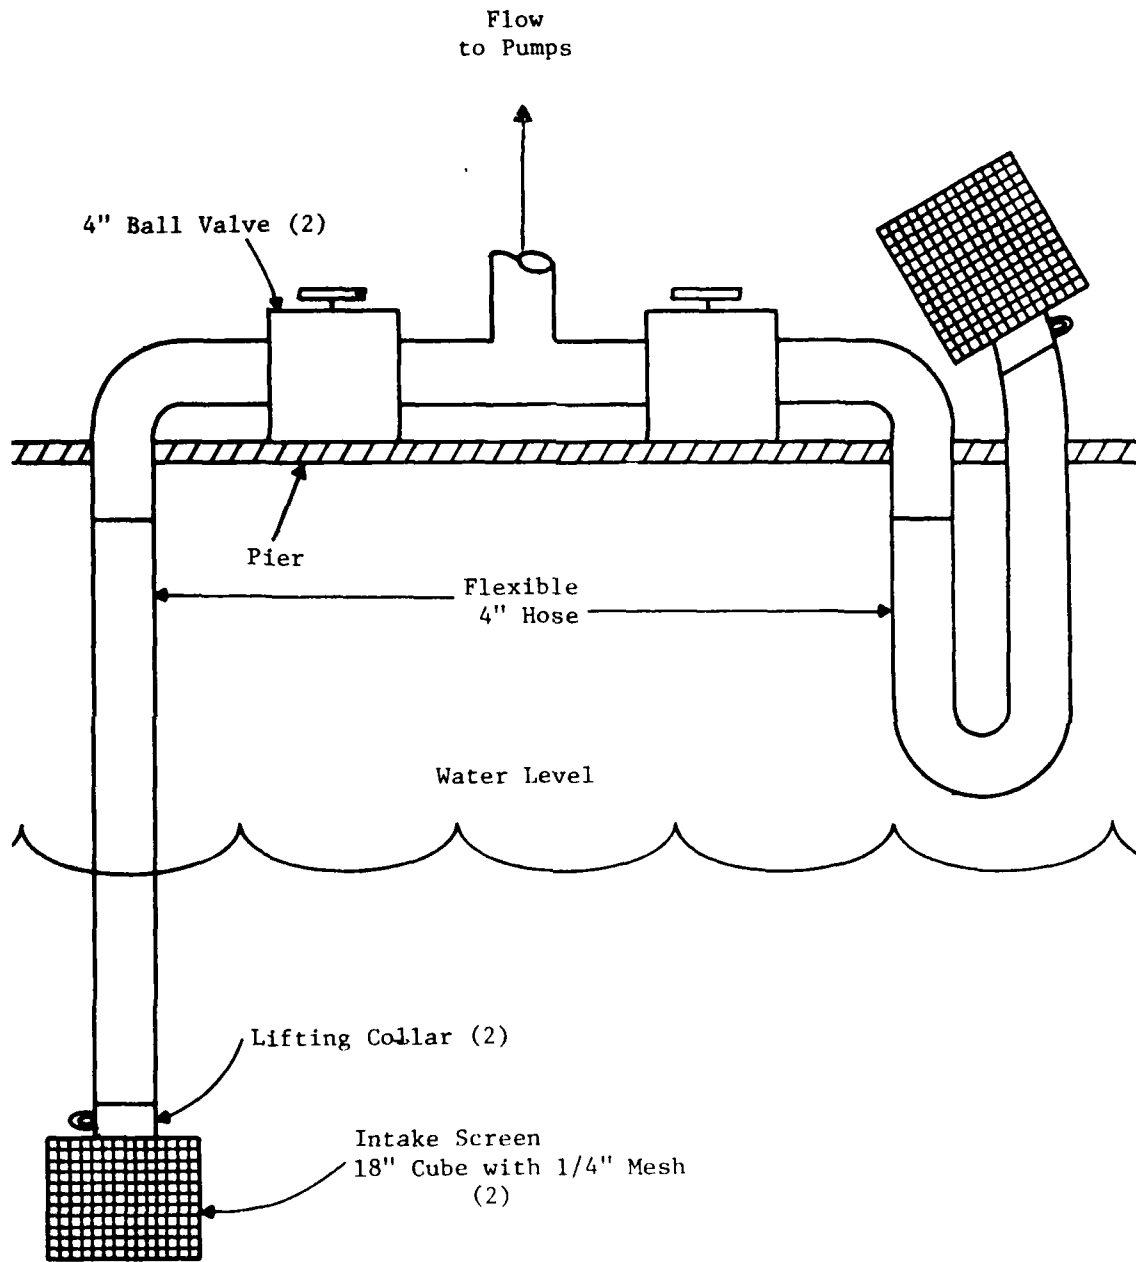 Flow
to Pumps
4" Ball Valve (2)
Pier
Flexible
4" Hose
Water Level
Lifting Collar (2)
Intake Screen
18" Cube with 1/4" Mesh
(2)